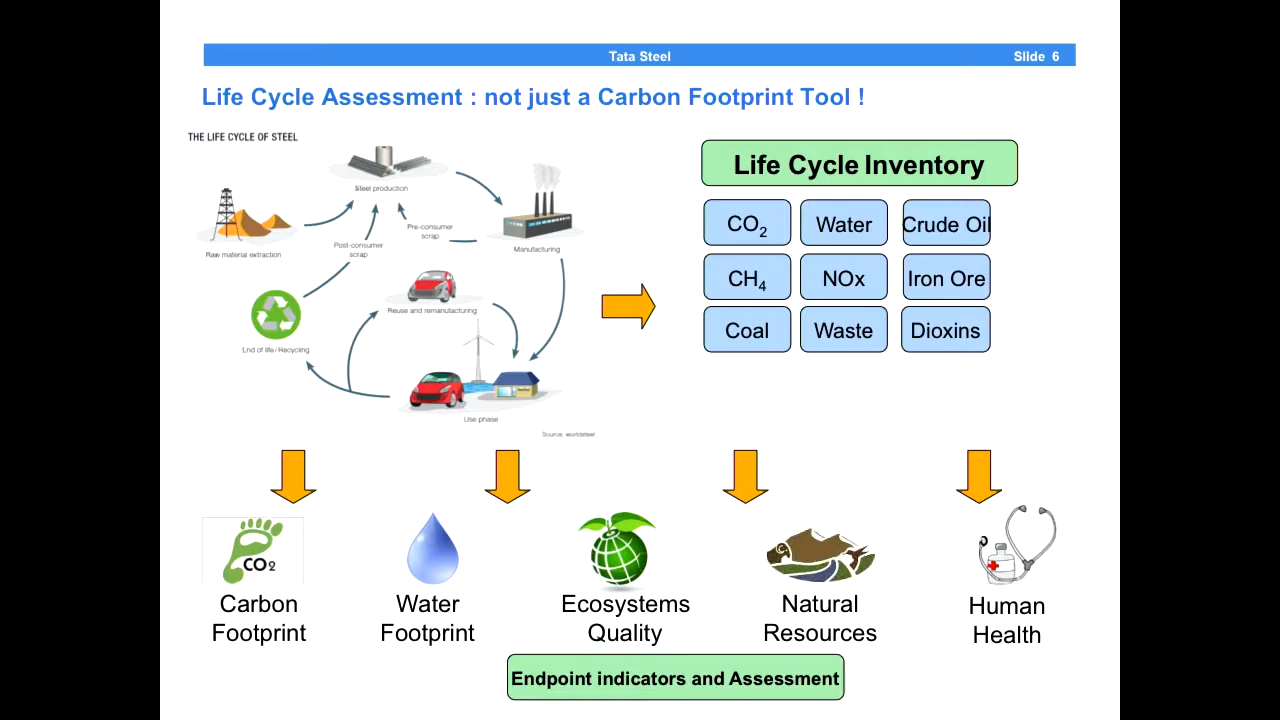 Tata Steel
Slide 6
Life Cycle Assessment : not just a Carbon Footprint Tool !
THE LIFE CYCLE OF STEEL
Steel production
Raw material extraction
Pre-consumer
scrap
Post-consumer
scrap
Manufacturing
Reuse and remanufacturing
End of life / Recycling
Use phase
Source: worldsteel
Life Cycle Inventory
CO2
Water
Crude Oil
CH4
NOx
Iron Ore
Coal
Waste
Dioxins
CO2
Carbon
Footprint
Water
Footprint
Ecosystems
Quality
Natural
Resources
Human
Health
Endpoint indicators and Assessment